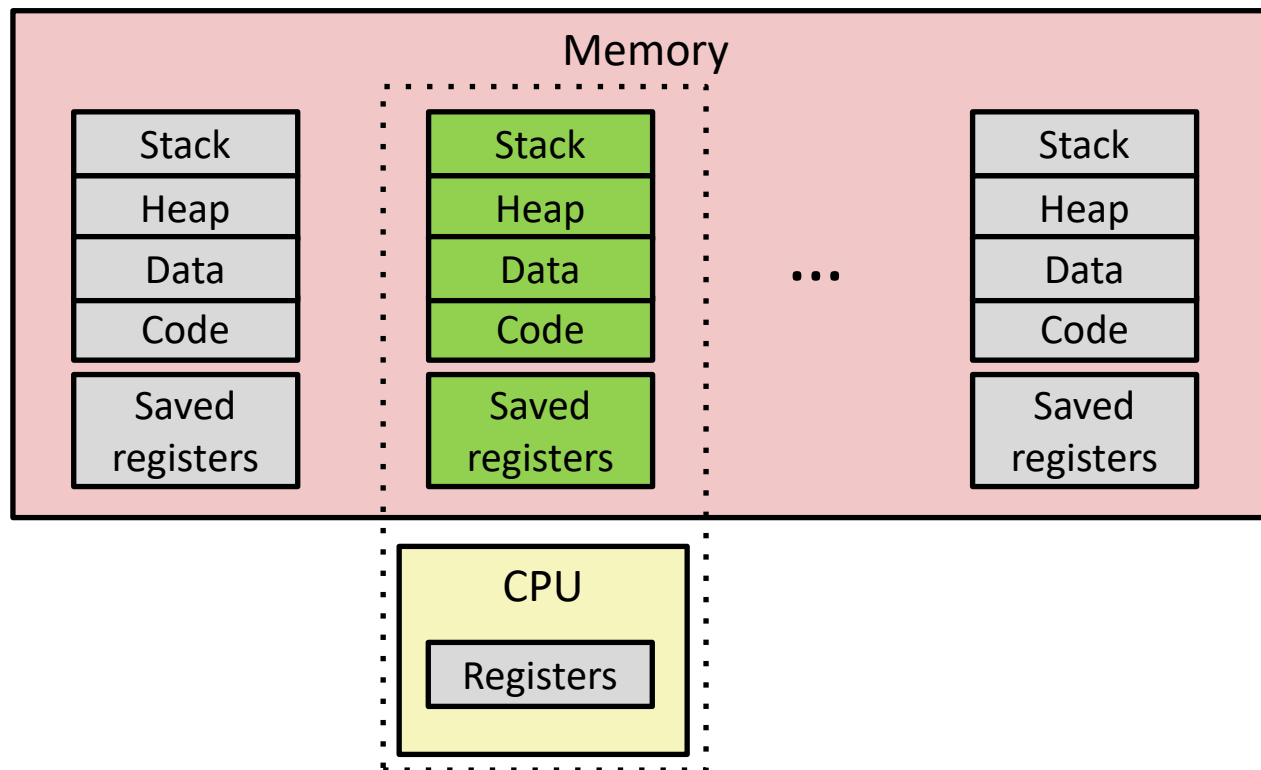 Memory
Stack
Heap
Data
Code
Saved
registers
Stack
Heap
Data
Code
Saved
registers
...
Stack
Heap
Data
Code
Saved
registers
CPU
Registers